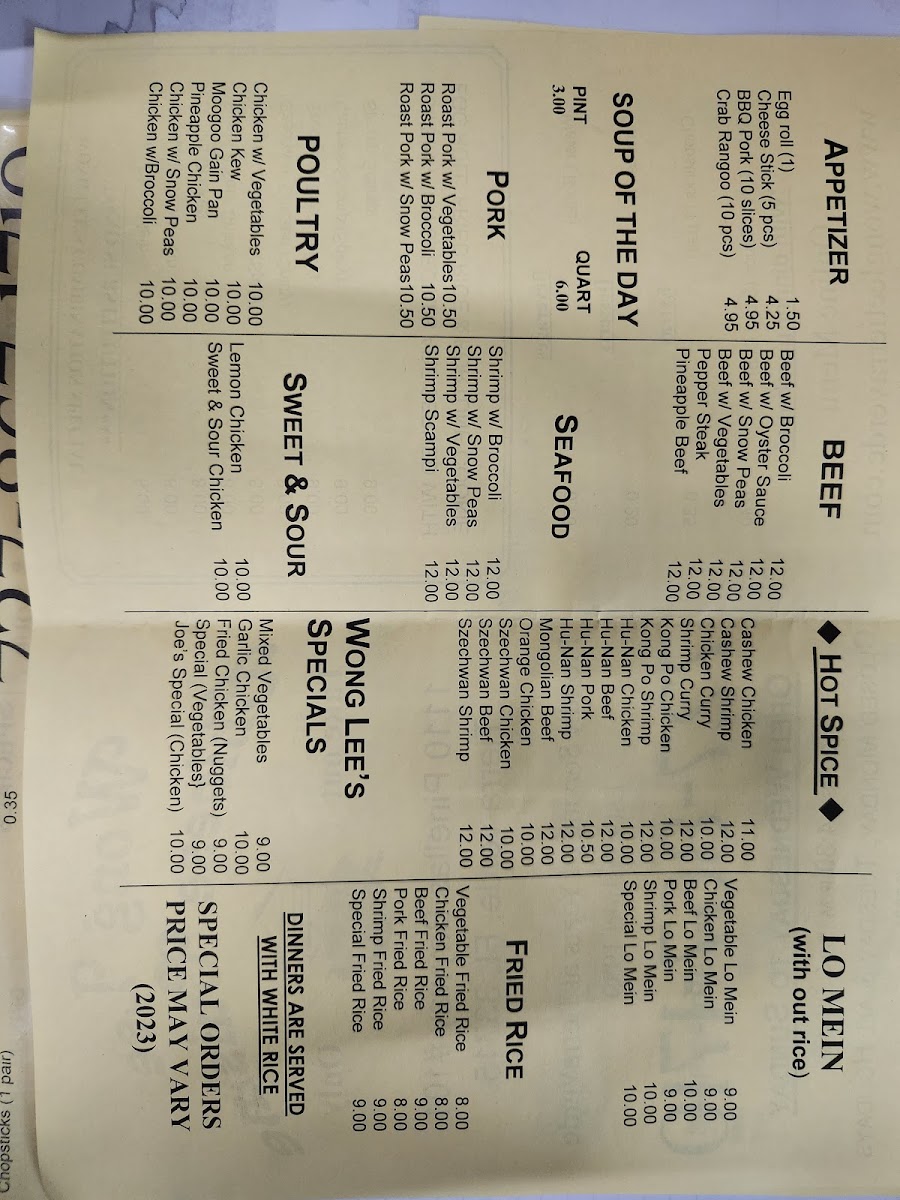 APPETIZER
Egg roll (1) 1.50
Cheese Stick (5 pcs) 4.25
BBQ Pork (10 slices) 4.95
Crab Rangoo (10 pcs) 4.95
SOUP OF THE DAY
PINT QUART
3.00 6.00
PORK
Roast Pork w/ Vegetables10.50
Roast Pork w/ Broccoli 10.50
Roast Pork w/ Snow Peas10.50
POULTRY
Chicken w/ Vegetables 10.00
Chicken Kew 10.00
Moogoo Gain Pan 10.00
Pineapple Chicken 10.00
Chicken w/ Snow Peas 10.00
Chicken w/Broccoli 10.00
BEEF
Beef w/ Broccoli 12.00
Beef w/ Oyster Sauce 12.00
Beef w/ Snow Peas 12.00
Beef w/ Vegetables 12.00
Pepper Steak 12.00
Pineapple Beef 12.00
SEAFOOD
Shrimp w/ Broccoli 12.00
Shrimp w/ Snow Peas 12.00
Shrimp w/ Vegetables 12.00
Shrimp Scampi 12.00
SWEET & SOUR
Lemon Chicken 10.00
Sweet & Sour Chicken 10.00
◆ HOT SPICE ◆
Cashew Chicken 11.00
Cashew Shrimp 12.00
Chicken Curry 10.00
Shrimp Curry 12.00
Kong Po Chicken 10.00
Kong Po Shrimp 12.00
Hu-Nan Chicken 10.00
Hu-Nan Beef 12.00
Hu-Nan Pork 10.50
Hu-Nan Shrimp 12.00
Mongolian Beef 12.00
Orange Chicken 10.00
Szechwan Chicken 10.00
Szechwan Beef 12.00
Szechwan Shrimp 12.00
WONG LEE'S
SPECIALS
Mixed Vegetables 9.00
Garlic Chicken 10.00
Fried Chicken (Nuggets) 9.00
Special (Vegetables} 9.00
Joe's Special (Chicken) 10.00
LO MEIN
(with out rice)
Vegetable Lo Mein 9.00
Chicken Lo Mein 9.00
Beef Lo Mein 10.00
Pork Lo Mein 9.00
Shrimp Lo Mein 10.00
Special Lo Mein 10.00
FRIED RICE
Vegetable Fried Rice 8.00
Chicken Fried Rice 8.00
Beef Fried Rice 9.00
Pork Fried Rice 8.00
Shrimp Fried Rice 9.00
Special Fried Rice 9.00
DINNERS ARE SERVED
WITH WHITE RICE
SPECIAL ORDERS
PRICE MAY VARY
(2023)
0.35
Chopsticks (1 pair)